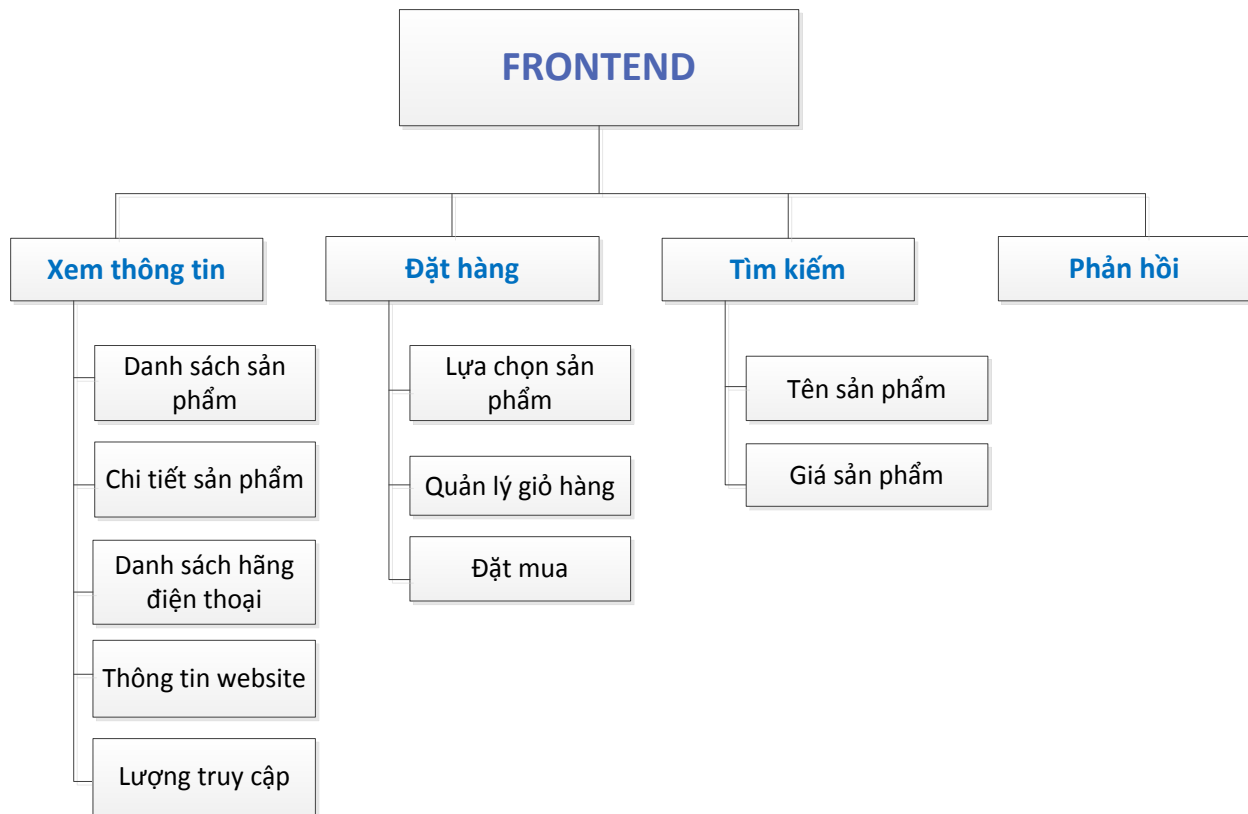 FRONTEND
Xem thông tin
Đặt hàng
Tìm kiếm
Phản hồi
Danh sách sản
phẩm
Chi tiết sản phẩm
Danh sách hãng
điện thoại
Thông tin website
Lượng truy cập
Lựa chọn sản
phẩm
Quản lý giỏ hàng
Đặt mua
Tên sản phẩm
Giá sản phẩm